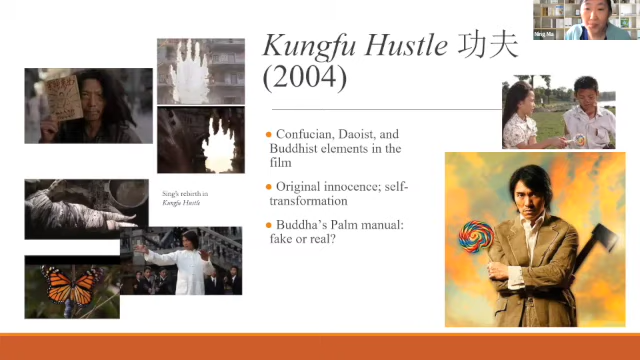 Kungfu Hustle 功夫
(2004)
● Confucian, Daoist, and
Buddhist elements in the
film
● Original innocence; self-
transformation
● Buddha's Palm manual:
fake or real?
Sing's rebirth in
Kungfu Hustle
Ning Ma